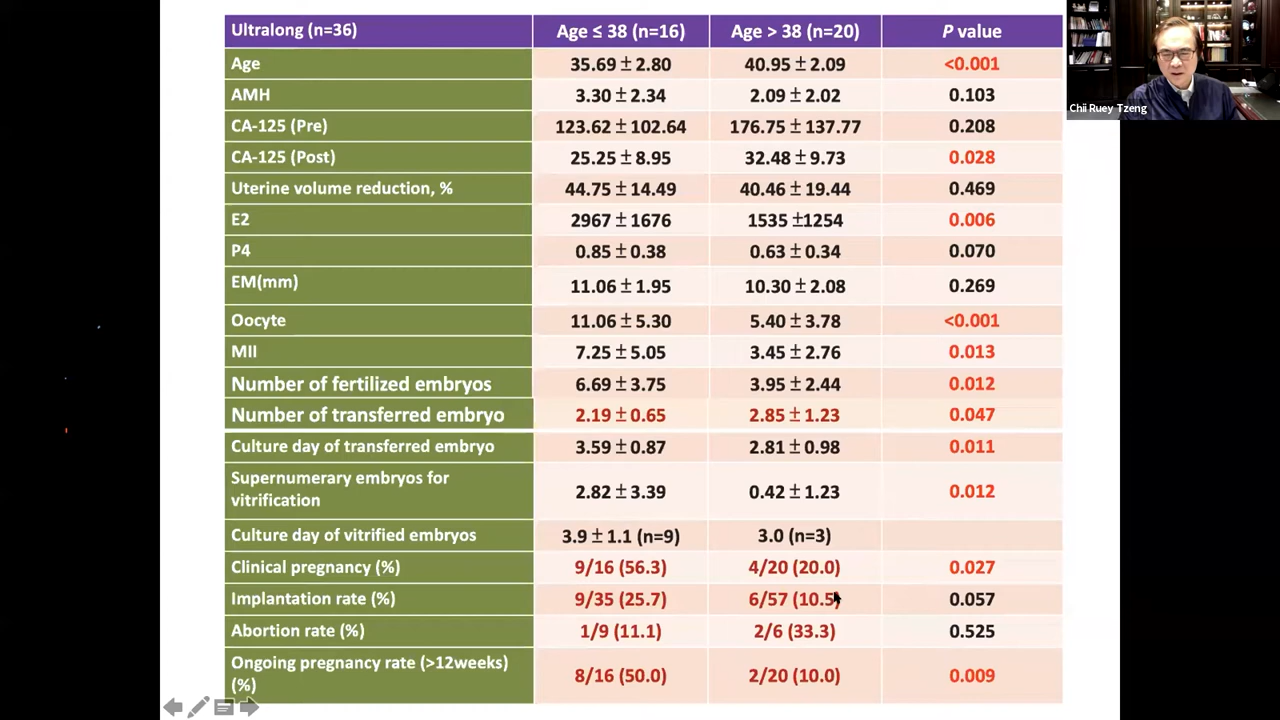 Ultralong (n=36) Age ≤ 38 (n=16) Age > 38 (n=20) P value
Age 35.69 ± 2.80 40.95 ± 2.09 <0.001
AMH 3.30 ± 2.34 2.09 ± 2.02 0.103
CA-125 (Pre) 123.62 ± 102.64 176.75 ± 137.77 0.208
CA-125 (Post) 25.25 ± 8.95 32.48 ± 9.73 0.028
Uterine volume reduction, % 44.75 ± 14.49 40.46 ± 19.44 0.469
E2 2967 ± 1676 1535 ±1254 0.006
P4 0.85 ± 0.38 0.63 ± 0.34 0.070
EM(mm) 11.06 ± 1.95 10.30 ± 2.08 0.269
Oocyte 11.06 ± 5.30 5.40 ± 3.78 <0.001
MII 7.25 ± 5.05 3.45 ± 2.76 0.013
Number of fertilized embryos 6.69 ± 3.75 3.95 ± 2.44 0.012
Number of transferred embryo 2.19 ± 0.65 2.85 ± 1.23 0.047
Culture day of transferred embryo 3.59 ± 0.87 2.81 ± 0.98 0.011
Supernumerary embryos for
vitrification 2.82 ± 3.39 0.42 ± 1.23 0.012
Culture day of vitrified embryos 3.9 ± 1.1 (n=9) 3.0 (n=3)
Clinical pregnancy (%) 9/16 (56.3) 4/20 (20.0) 0.027
Implantation rate (%) 9/35 (25.7) 6/57 (10.5) 0.057
Abortion rate (%) 1/9 (11.1) 2/6 (33.3) 0.525
Ongoing pregnancy rate (>12weeks)
(%) 8/16 (50.0) 2/20 (10.0) 0.009
Chii Ruey Tzeng